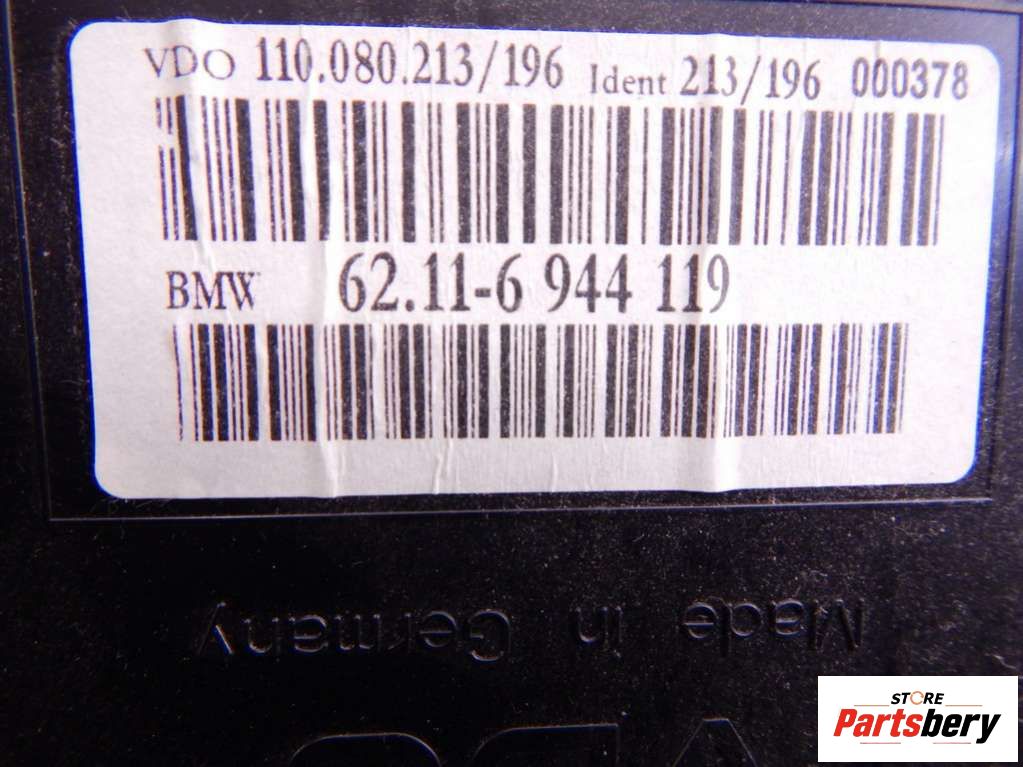 VDO 110.080.213/196 Ident 213/196 000378
BMW 62.11-6 944 119
Made in Germany
VDO
STORE
Partsbery